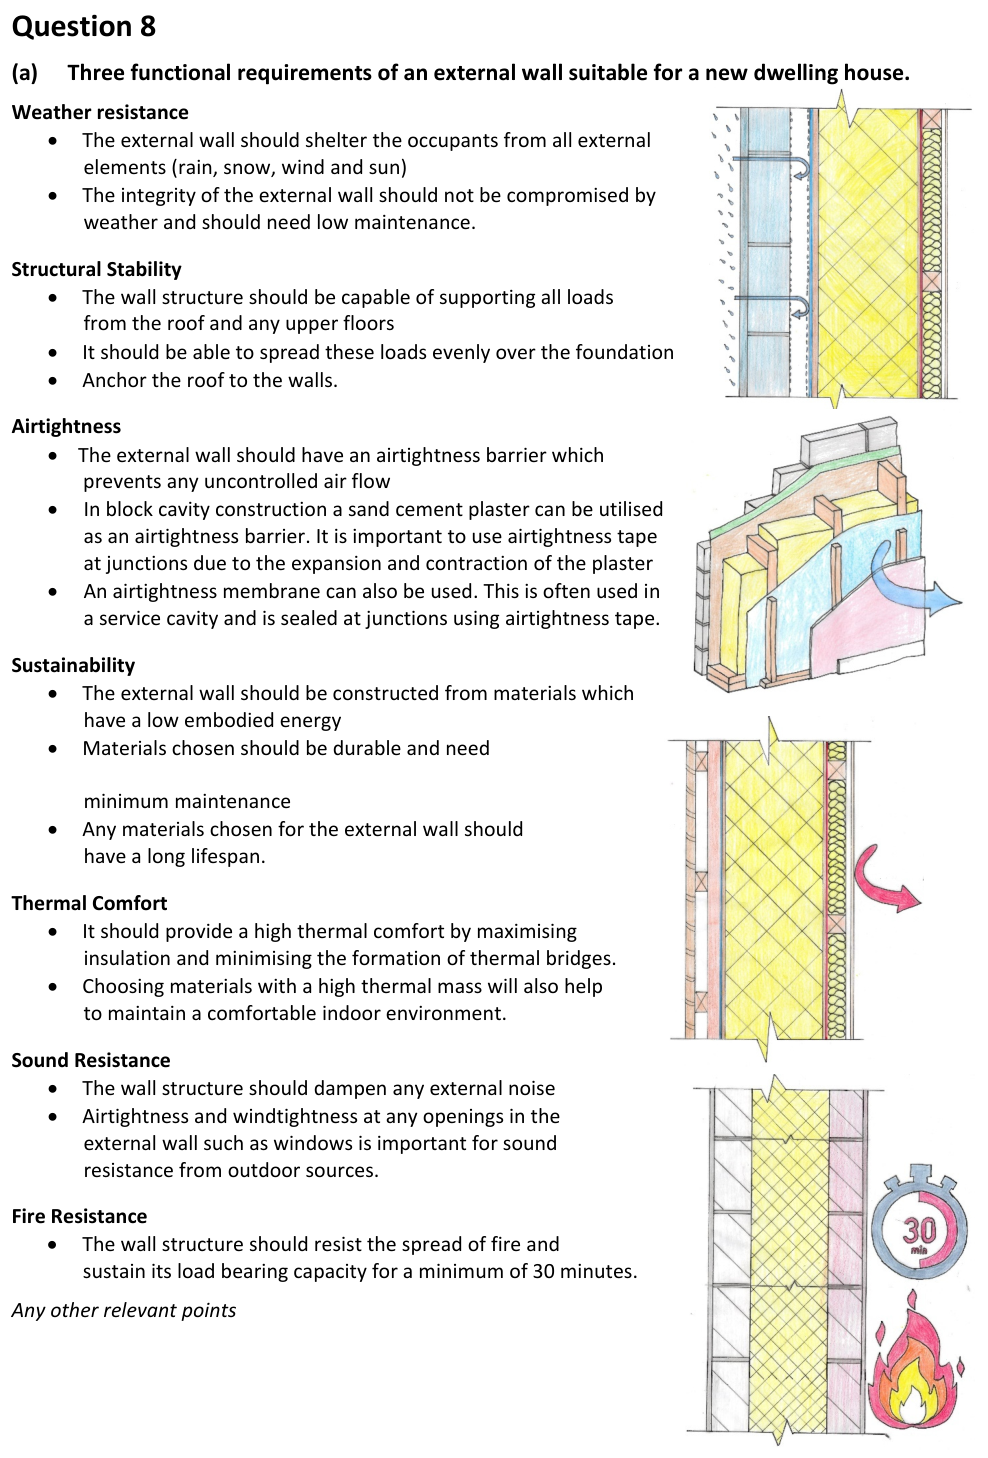 Question 8
(a) Three functional requirements of an external wall suitable for a new dwelling house.
Weather resistance
• The external wall should shelter the occupants from all external
elements (rain, snow, wind and sun)
• The integrity of the external wall should not be compromised by
weather and should need low maintenance.
Structural Stability
• The wall structure should be capable of supporting all loads
from the roof and any upper floors
• It should be able to spread these loads evenly over the foundation
• Anchor the roof to the walls.
Airtightness
• The external wall should have an airtightness barrier which
prevents any uncontrolled air flow
• In block cavity construction a sand cement plaster can be utilised
as an airtightness barrier. It is important to use airtightness tape
at junctions due to the expansion and contraction of the plaster
• An airtightness membrane can also be used. This is often used in
a service cavity and is sealed at junctions using airtightness tape.
Sustainability
• The external wall should be constructed from materials which
have a low embodied energy
• Materials chosen should be durable and need
minimum maintenance
• Any materials chosen for the external wall should
have a long lifespan.
Thermal Comfort
• It should provide a high thermal comfort by maximising
insulation and minimising the formation of thermal bridges.
• Choosing materials with a high thermal mass will also help
to maintain a comfortable indoor environment.
Sound Resistance
• The wall structure should dampen any external noise
• Airtightness and windtightness at any openings in the
external wall such as windows is important for sound
resistance from outdoor sources.
Fire Resistance
• The wall structure should resist the spread of fire and
sustain its load bearing capacity for a minimum of 30 minutes.
Any other relevant points
30
min